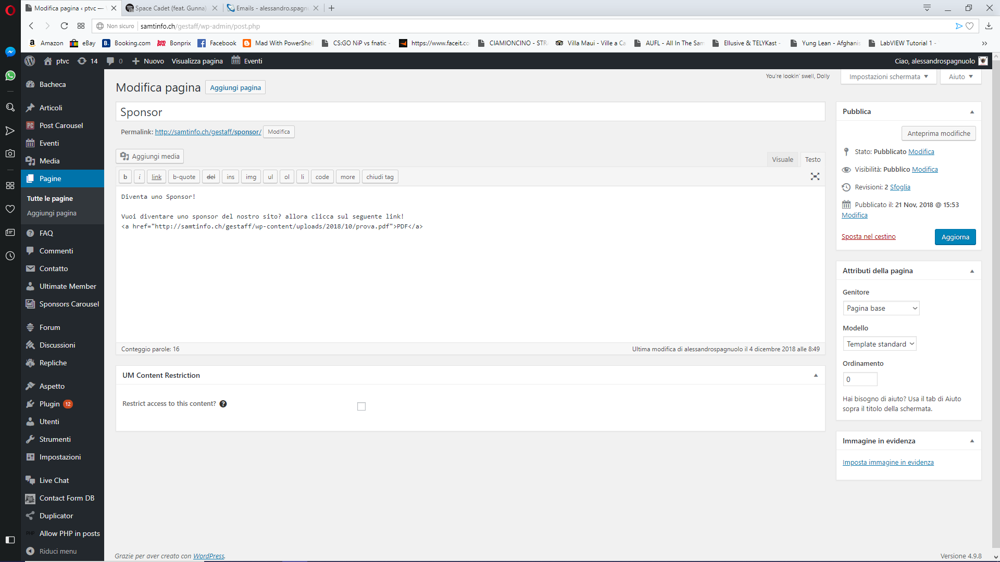 Modifica pagina ‹ ptvc —
Space Cadet (feat. Gunna)
Emails - alessandro.spagnu
Non sicuro
samtinfo.ch/gestaff/wp-admin/post.php
Amazon
eBay
Booking.com
Bonprix
Facebook
Mad With PowerShell
CS:GO NiP vs fnatic -
https://www.faceit.co
CIAMIONCINO - STRA
Villa Maui - Ville a Ca
AUFL - All In The Sam
Ellusive & TELYKast -
Yung Lean - Afghanis
LabVIEW Tutorial 1 -
ptvc
14
0
Nuovo
Visualizza pagina
Eventi
Ciao, alessandrospagnuolo
Bacheca
Articoli
Post Carousel
Eventi
Media
Pagine
Tutte le pagine
Aggiungi pagina
FAQ
Commenti
Contatto
Ultimate Member
Sponsors Carousel
Forum
Discussioni
Repliche
Aspetto
Plugin 12
Utenti
Strumenti
Impostazioni
Live Chat
Contact Form DB
Duplicator
PHP Allow PHP in posts
Riduci menu
You're lookin' swell, Dolly
Impostazioni schermata
Aiuto
Modifica pagina
Aggiungi pagina
Sponsor
Permalink: http://samtinfo.ch/gestaff/sponsor/ Modifica
Aggiungi media
Visuale
Testo
b
i
link
b-quote
del
ins
img
ul
ol
li
code
more
chiudi tag
Diventa uno Sponsor!
Vuoi diventare uno sponsor del nostro sito? allora clicca sul seguente link!
<a href="http://samtinfo.ch/gestaff/wp-content/uploads/2018/10/prova.pdf">PDF</a>
Conteggio parole: 16
Ultima modifica di alessandrospagnuolo il 4 dicembre 2018 alle 8:49
UM Content Restriction
Restrict access to this content?
Pubblica
Anteprima modifiche
Stato: Pubblicato Modifica
Visibilità: Pubblico Modifica
Revisioni: 2 Sfoglia
Pubblicato il: 21 Nov, 2018 @ 15:53
Modifica
Sposta nel cestino
Aggiorna
Attributi della pagina
Genitore
Pagina base
Modello
Template standard
Ordinamento
0
Hai bisogno di aiuto? Usa il tab di Aiuto
sopra il titolo della schermata.
Immagine in evidenza
Imposta immagine in evidenza
Grazie per aver creato con WordPress.
Versione 4.9.8